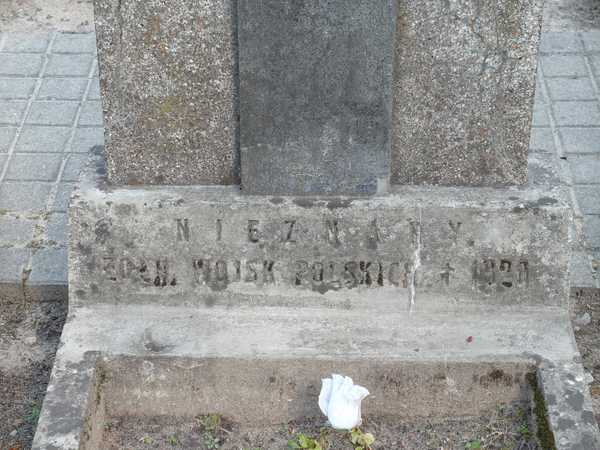 NIEZNANY
ŻOŁN. WOJSK POLSKICH † 1920